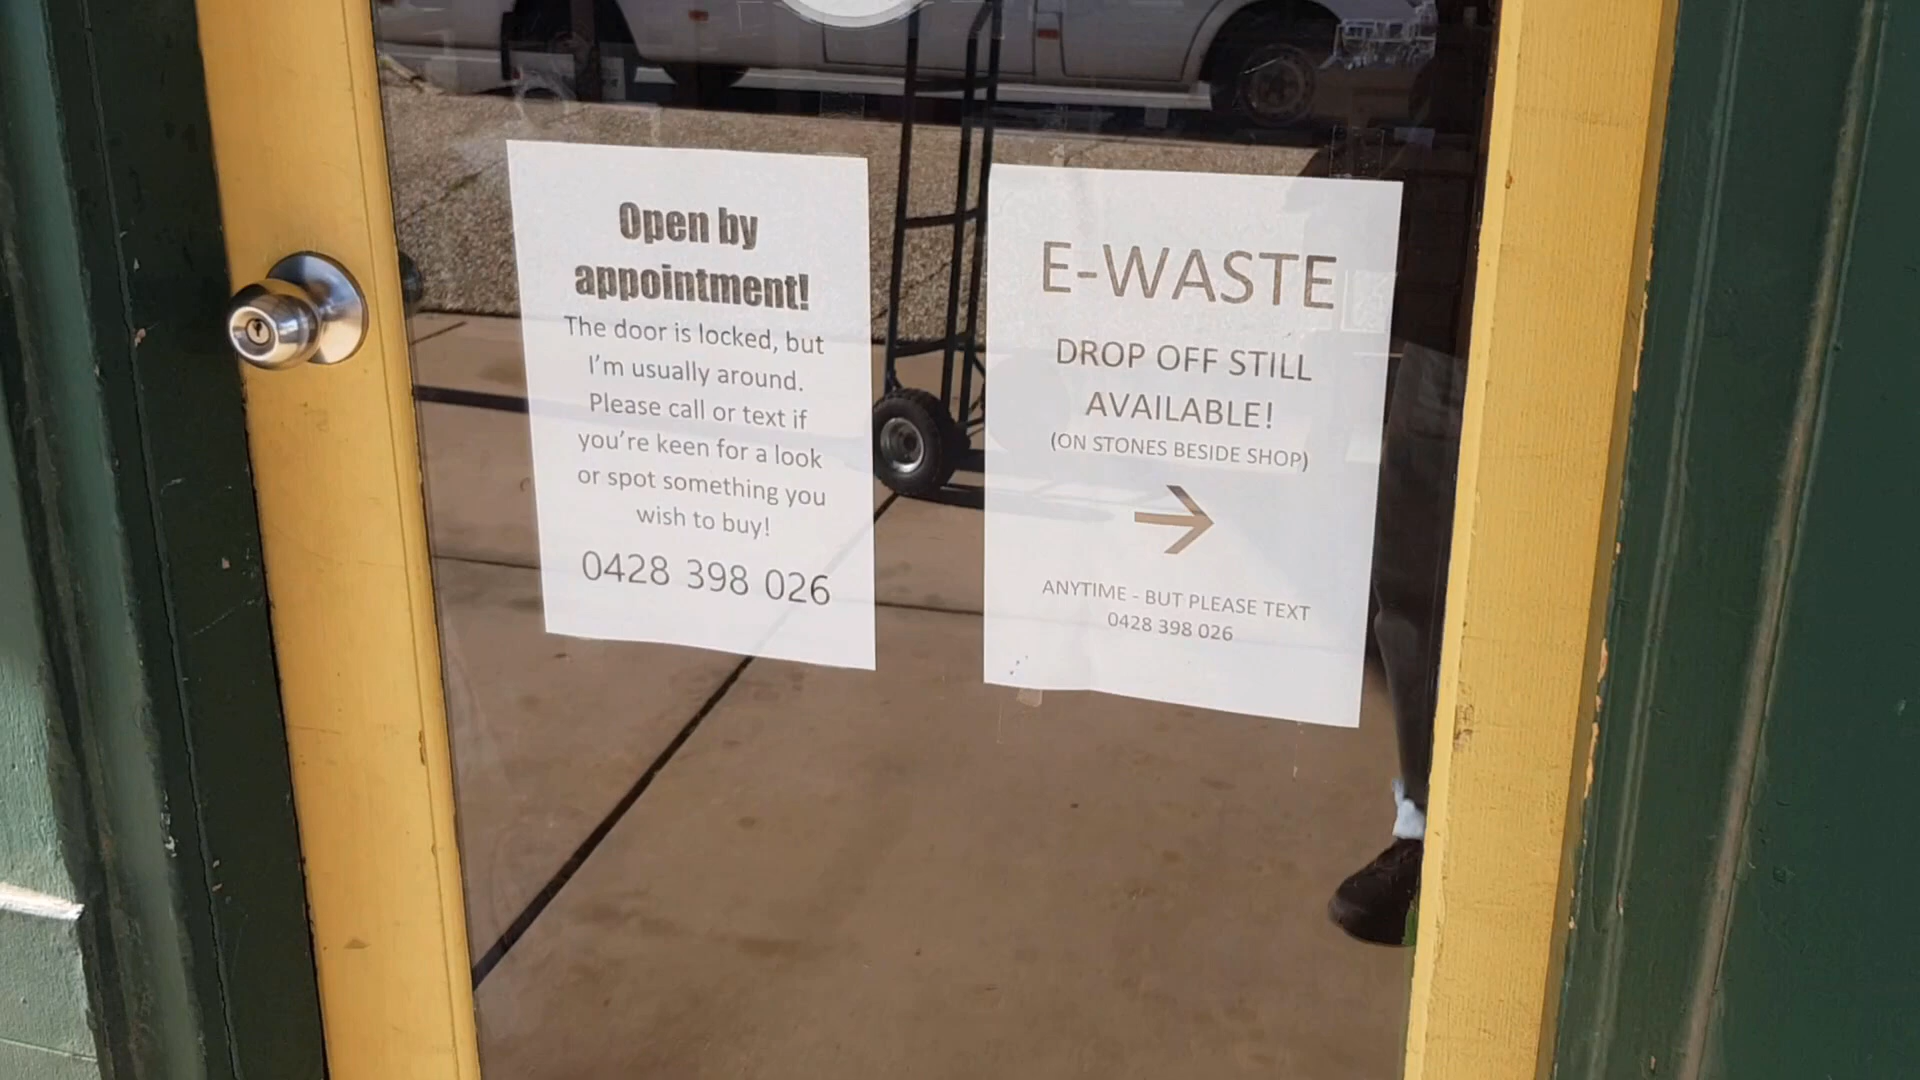 Open by
appointment!
The door is locked, but
I'm usually around.
Please call or text if
you're keen for a look
or spot something you
wish to buy!
0428 398 026
E-WASTE
DROP OFF STILL
AVAILABLE!
(ON STONES BESIDE SHOP)
ANYTIME - BUT PLEASE TEXT
0428 398 026